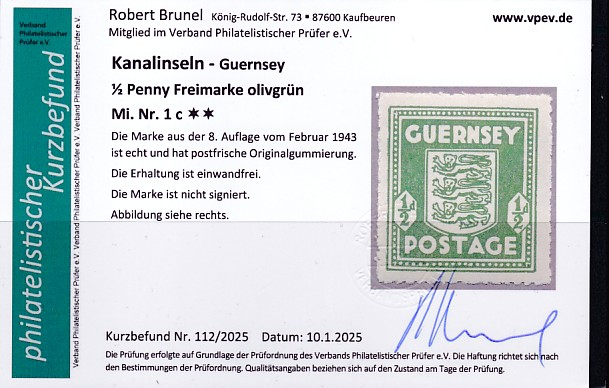 Verband
Philatelistischer
Prüfer e.V.
philatelistischer
Kurzbefund
Verband Philatelistischer Prüfer e.V. Verband Philatelistischer Prüfer e.V. Verband Philatelistischer Prüfer e.V.
Robert Brunel König-Rudolf-Str. 73 • 87600 Kaufbeuren
www.vpev.de
Mitglied im Verband Philatelistischer Prüfer e.V.
Kanalinseln - Guernsey
½ Penny Freimarke olivgrün
Mi. Nr. 1 c ✶✶
Die Marke aus der 8. Auflage vom Februar 1943
ist echt und hat postfrische Originalgummierung.
Die Erhaltung ist einwandfrei.
Die Marke ist nicht signiert.
Abbildung siehe rechts.
GUERNSEY
½d ½d
POSTAGE
Kurzbefund Nr. 112/2025 Datum: 10.1.2025
Die Prüfung erfolgte auf Grundlage der Prüfordnung des Verbands Philatelistischer Prüfer e.V. Die Haftung richtet sich nach
den Bestimmungen der Prüfordnung. Qualitätsangaben beziehen sich auf den Zustand am Tage der Prüfung.